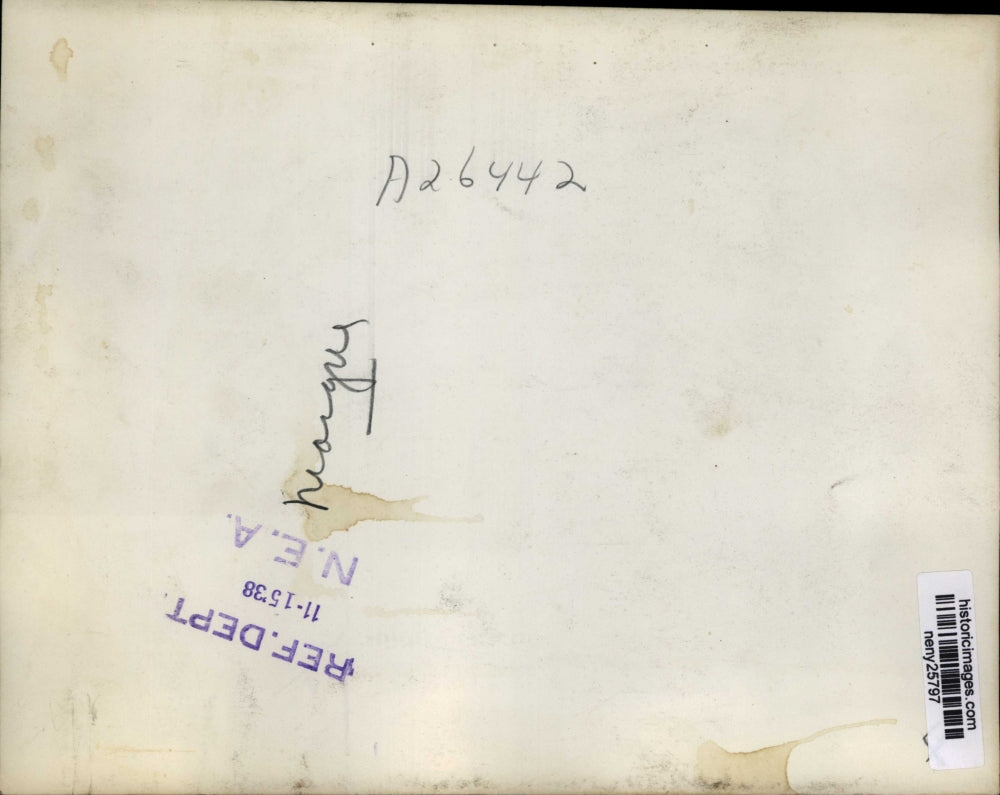 A26442
REF. DEPT.
11-15'38
N.E.A.
historicimages.com
neny25797